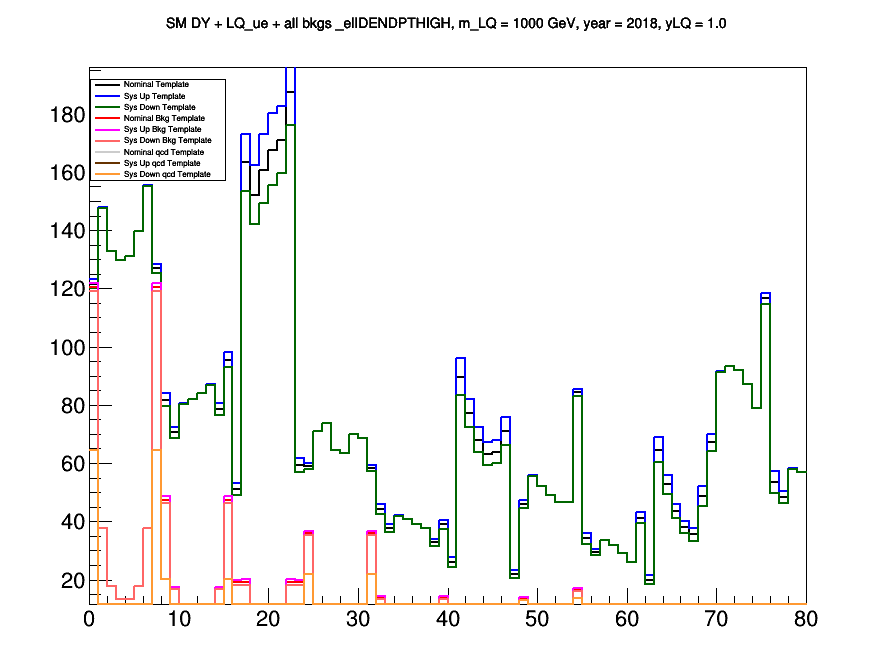 SM DY + LQ_ue + all bkgs _ellIDENDPTHIGH, m_LQ = 1000 GeV, year = 2018, yLQ = 1.0
Nominal Template
Sys Up Template
Sys Down Template
Nominal Bkg Template
Sys Up Bkg Template
Sys Down Bkg Template
Nominal qcd Template
Sys Up qcd Template
Sys Down qcd Template
180
160
140
120
100
80
60
40
20
0 10 20 30 40 50 60 70 80